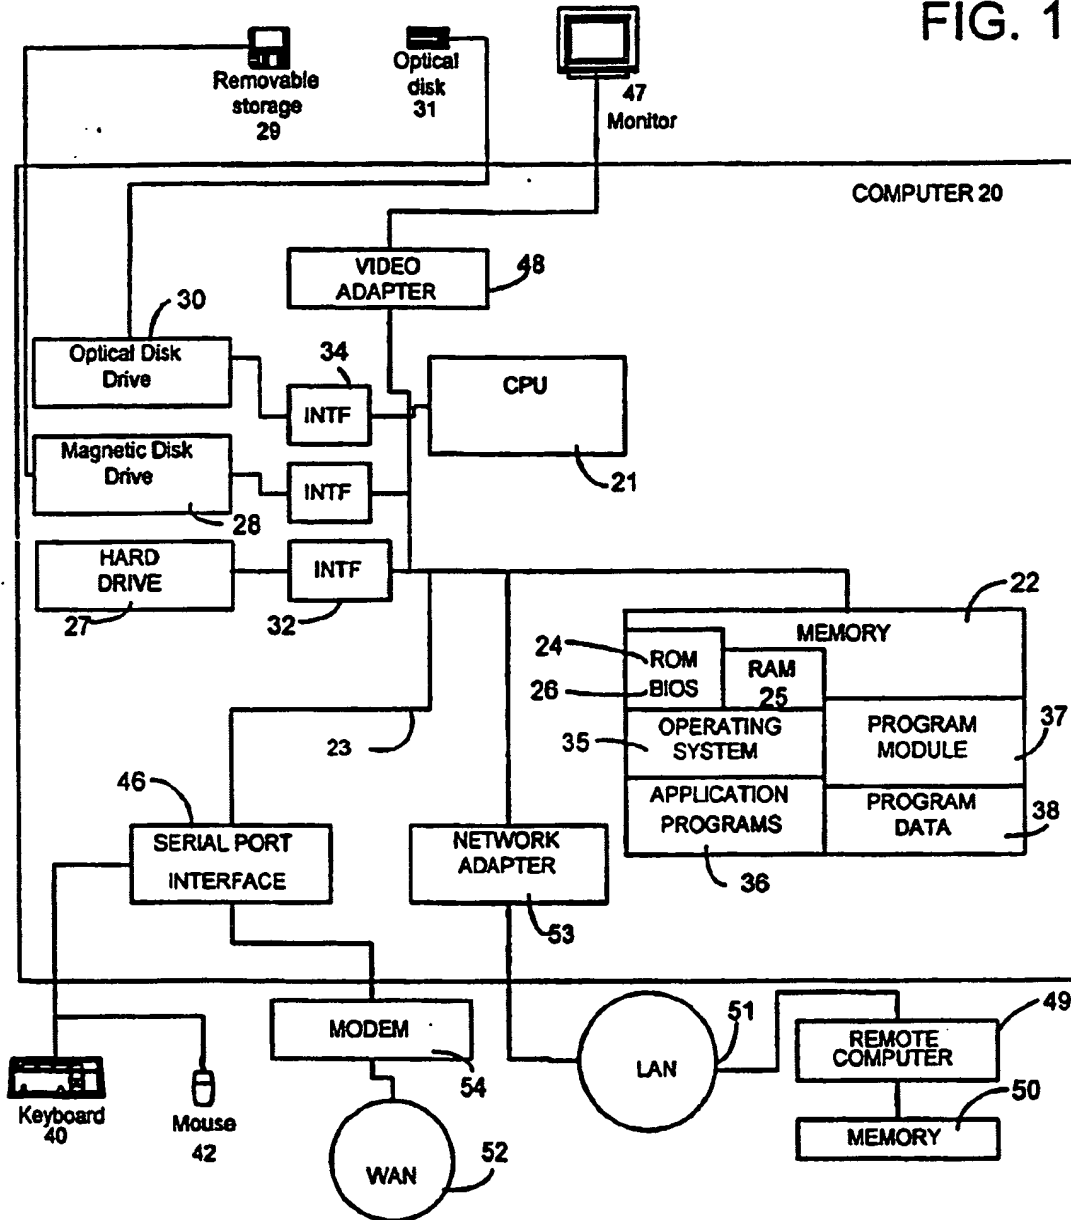 FIG. 1
Removable
storage
29
Optical
disk
31
47
Monitor
COMPUTER 20
VIDEO
ADAPTER
48
30
Optical Disk
Drive
34
INTF
CPU
21
Magnetic Disk
Drive
28
INTF
HARD
DRIVE
27
INTF
32
22
MEMORY
24
ROM
26
BIOS
RAM
25
23
35
OPERATING
SYSTEM
PROGRAM
MODULE
37
46
APPLICATION
PROGRAMS
36
PROGRAM
DATA
38
SERIAL PORT
INTERFACE
NETWORK
ADAPTER
53
MODEM
54
LAN
51
49
REMOTE
COMPUTER
50
MEMORY
Keyboard
40
Mouse
42
WAN
52